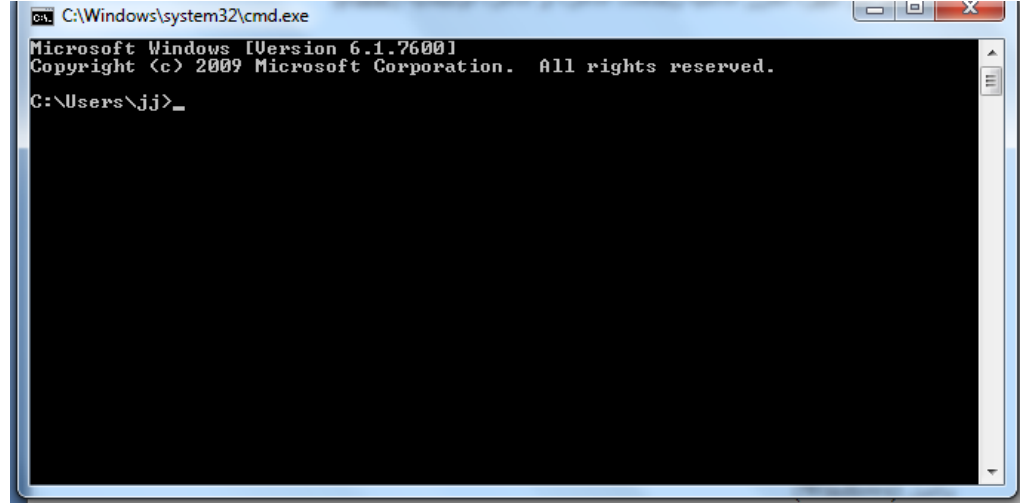 C:\Windows\system32\cmd.exe
Microsoft Windows [Version 6.1.7600]
Copyright (c) 2009 Microsoft Corporation.  All rights reserved.
C:\Users\jj>_